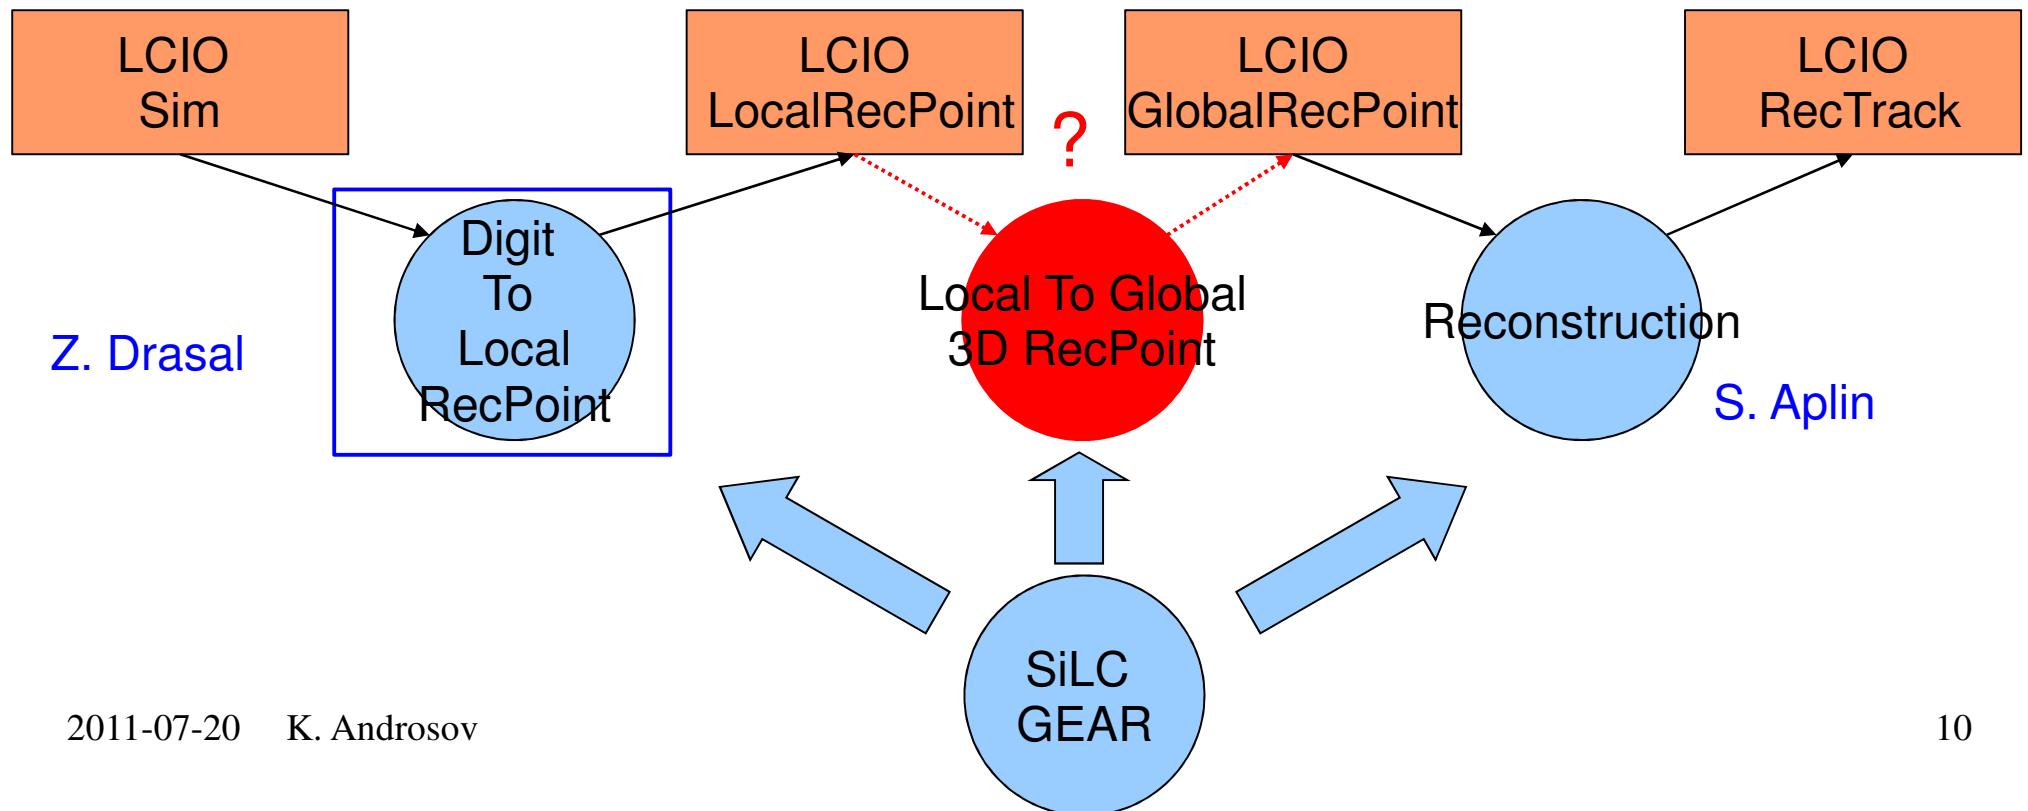 LCIO
Sim
LCIO
LocalRecPoint
?
LCIO
GlobalRecPoint
LCIO
RecTrack
Digit
To
Local
RecPoint
Z. Drasal
Local To Global
3D RecPoint
Reconstruction
S. Aplin
SiLC
GEAR
2011-07-20 K. Androsov
10